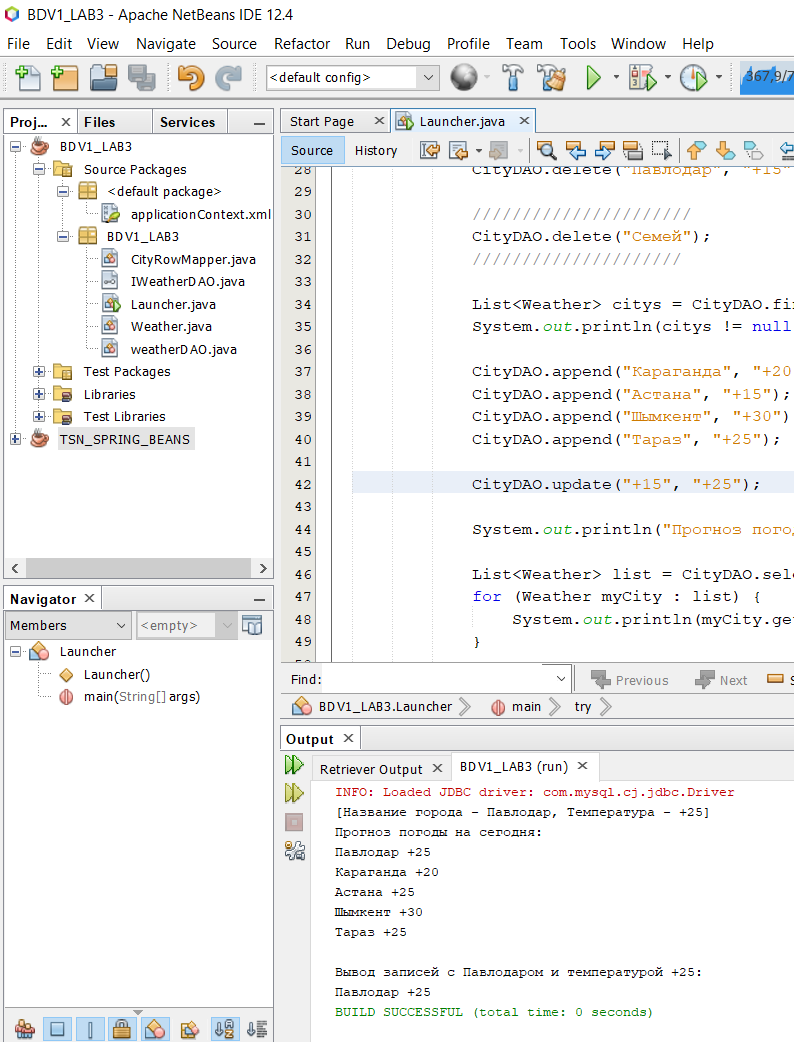 BDV1_LAB3 - Apache NetBeans IDE 12.4
File Edit View Navigate Source Refactor Run Debug Profile Team Tools Window Help
<default config>
367,9/7
Proj... Files Services
Start Page Launcher.java
Source History
BDV1_LAB3
Source Packages
<default package>
applicationContext.xml
BDV1_LAB3
CityRowMapper.java
IWeatherDAO.java
Launcher.java
Weather.java
weatherDAO.java
Test Packages
Libraries
Test Libraries
TSN_SPRING_BEANS
28 CityDAO.delete("Павлодар", "+15"
29
30 //////////////////////
31 CityDAO.delete("Семей");
32 /////////////////////
33
34 List<Weather> citys = CityDAO.fin
35 System.out.println(citys != null
36
37 CityDAO.append("Караганда", "+20
38 CityDAO.append("Астана", "+15");
39 CityDAO.append("Шымкент", "+30")
40 CityDAO.append("Тараз", "+25");
41
42 CityDAO.update("+15", "+25");
43
44 System.out.println("Прогноз пого
45
46 List<Weather> list = CityDAO.sel
47 for (Weather myCity : list) {
48 System.out.println(myCity.get
49 }
Navigator
Members <empty>
Launcher
Launcher()
main(String[] args)
Find: Previous Next
BDV1_LAB3.Launcher main try
Output
Retriever Output BDV1_LAB3 (run)
INFO: Loaded JDBC driver: com.mysql.cj.jdbc.Driver
[Название города - Павлодар, Температура - +25]
Прогноз погоды на сегодня:
Павлодар +25
Караганда +20
Астана +25
Шымкент +30
Тараз +25
Вывод записей с Павлодаром и температурой +25:
Павлодар +25
BUILD SUCCESSFUL (total time: 0 seconds)